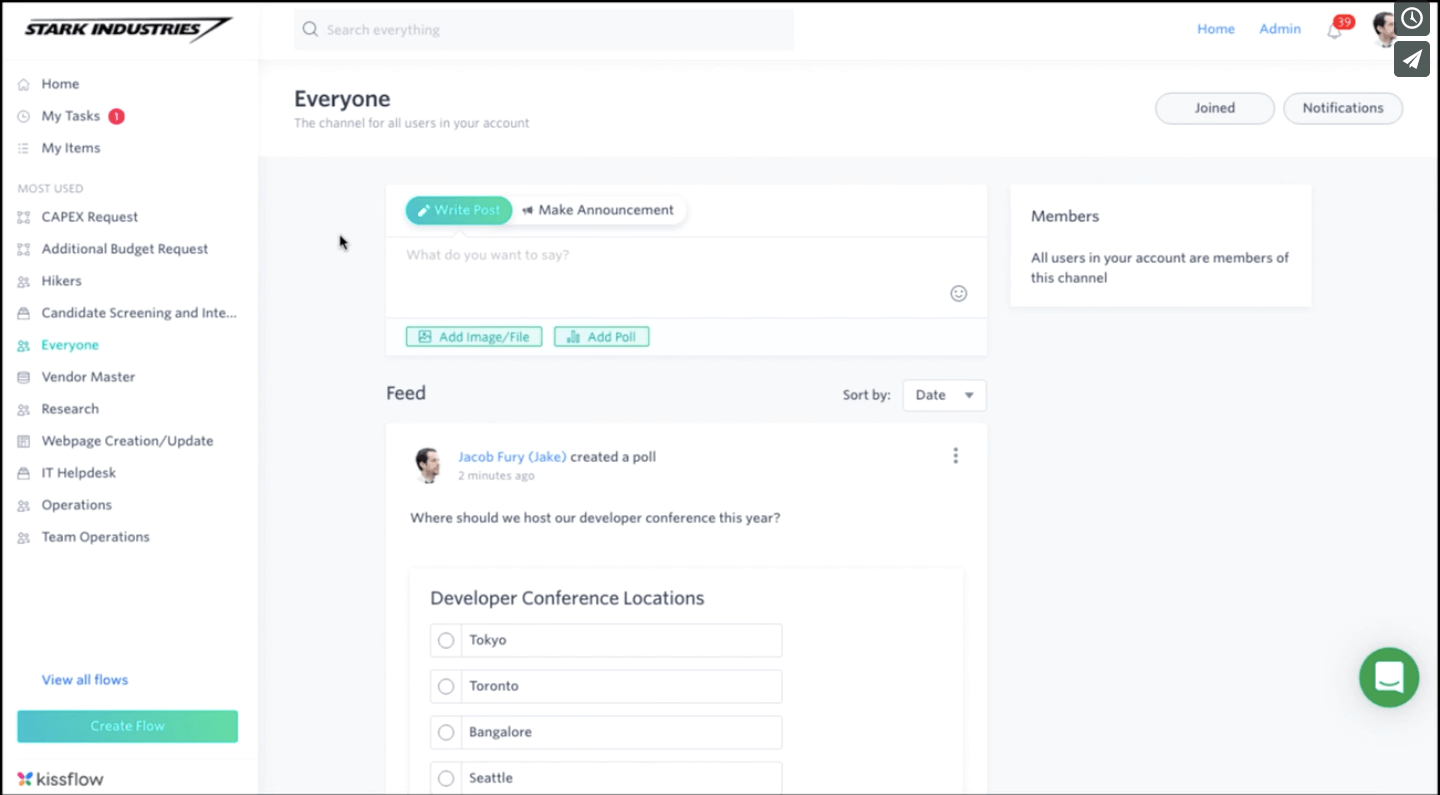 STARK INDUSTRIES
Search everything
Home
Admin
39
Home
My Tasks 1
My Items
MOST USED
CAPEX Request
Additional Budget Request
Hikers
Candidate Screening and Inte...
Everyone
Vendor Master
Research
Webpage Creation/Update
IT Helpdesk
Operations
Team Operations
View all flows
Create Flow
kissflow
Everyone
The channel for all users in your account
Joined
Notifications
Write Post
Make Announcement
What do you want to say?
Add Image/File
Add Poll
Members
All users in your account are members of
this channel
Feed
Sort by:
Date
Jacob Fury (Jake) created a poll
2 minutes ago
Where should we host our developer conference this year?
Developer Conference Locations
Tokyo
Toronto
Bangalore
Seattle